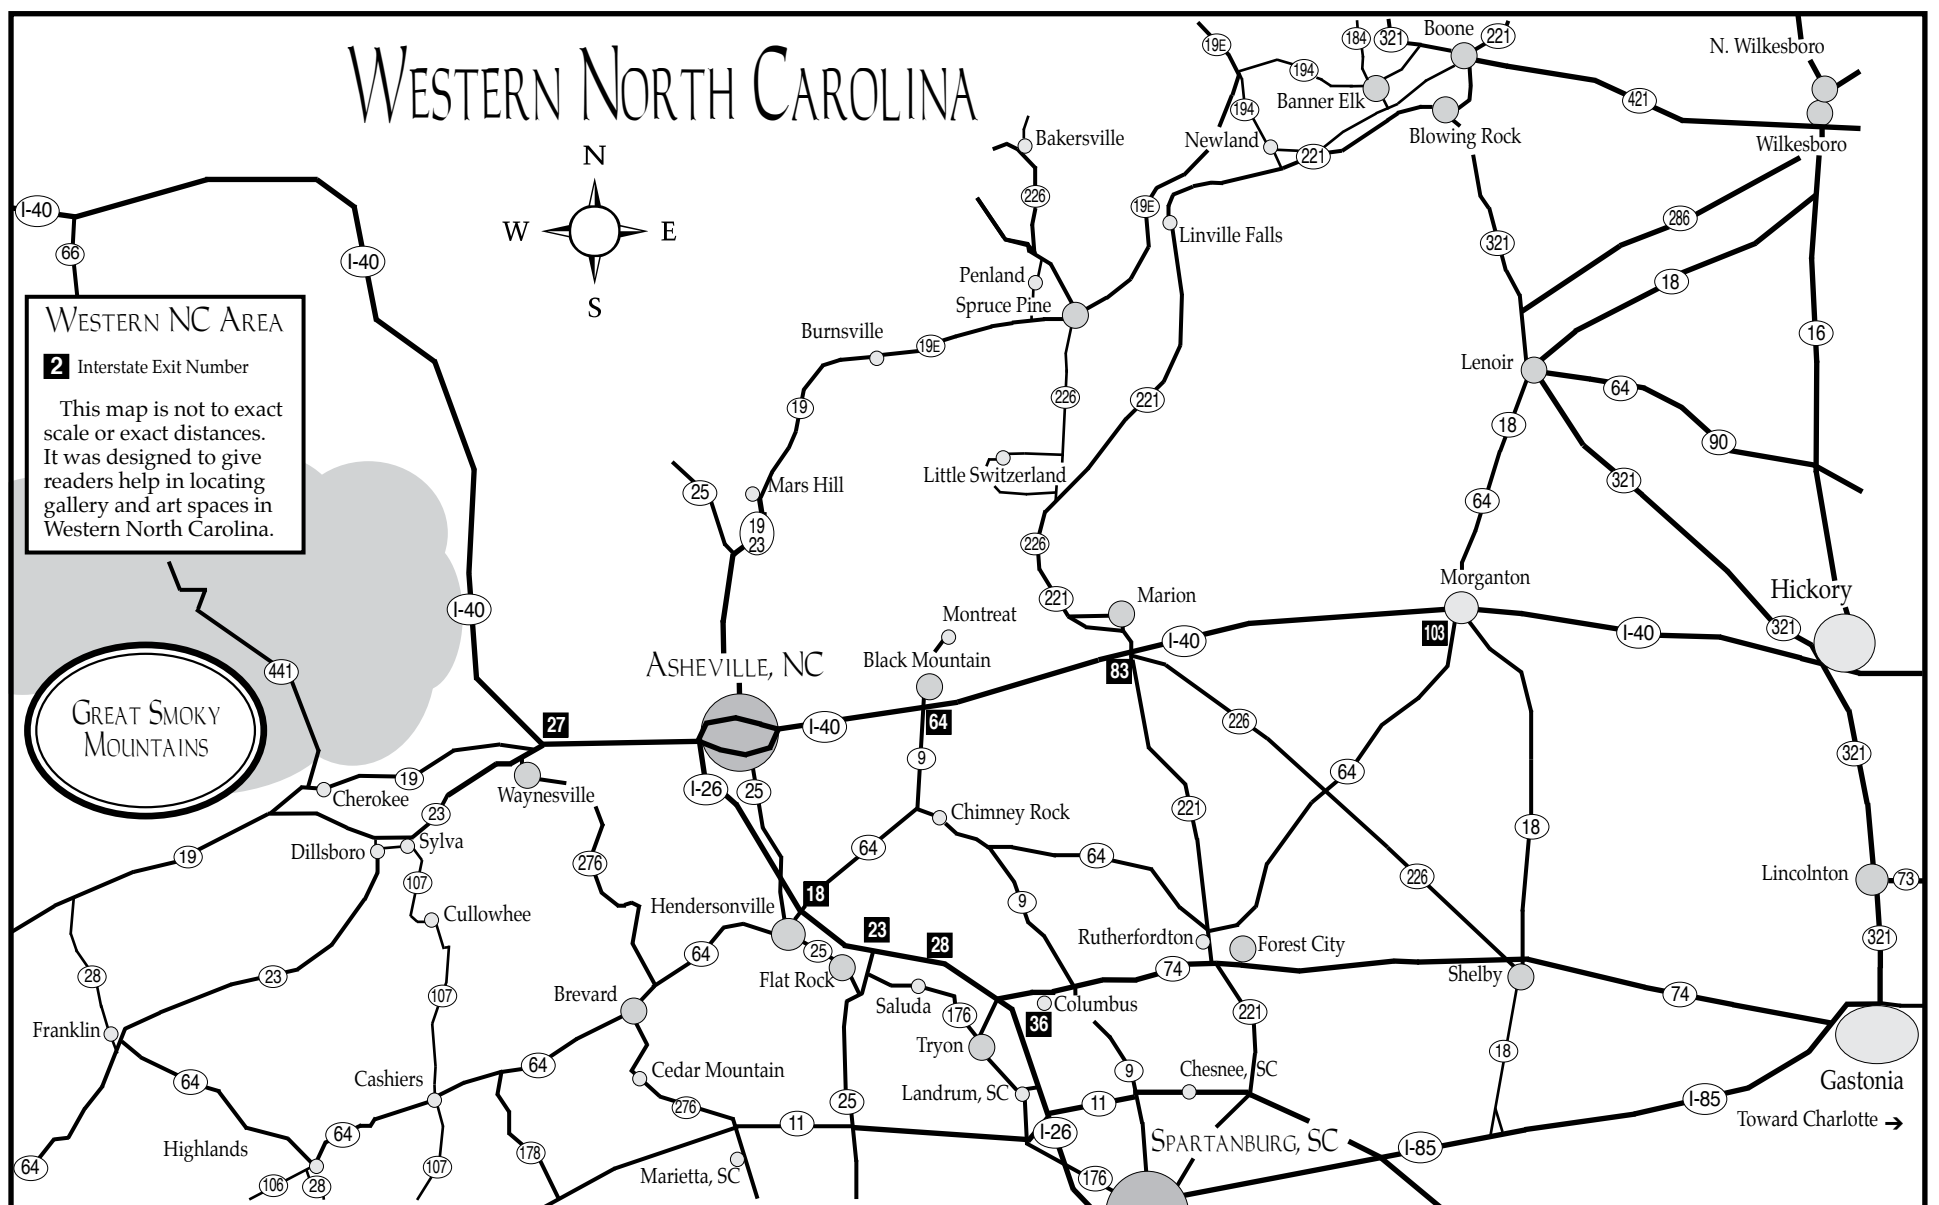 WESTERN NORTH CAROLINA
N
W
E
S
19E
184
321
Boone
221
N. Wilkesboro
194
Banner Elk
421
194
Newland
221
Blowing Rock
Wilkesboro
Bakersville
226
19E
Linville Falls
321
286
18
16
I-40
66
I-40
WESTERN NC AREA
2 Interstate Exit Number
This map is not to exact
scale or exact distances.
It was designed to give
readers help in locating
gallery and art spaces in
Western North Carolina.
Penland
Spruce Pine
Burnsville
19E
19
226
221
Lenoir
64
18
90
321
64
Little Switzerland
25
Mars Hill
19
23
226
221
Marion
Morganton
Hickory
I-40
Montreat
Black Mountain
I-40
103
I-40
321
ASHEVILLE, NC
83
441
GREAT SMOKY
MOUNTAINS
27
I-40
64
226
9
321
19
Cherokee
Waynesville
I-26
25
64
23
Chimney Rock
221
18
Dillsboro
Sylva
19
276
64
64
107
226
Lincolnton
73
18
Hendersonville
9
Cullowhee
23
28
Rutherfordton
Forest City
321
64
25
Flat Rock
74
Shelby
28
23
107
Brevard
Saluda
176
Columbus
36
221
74
Franklin
Tryon
18
64
64
Cashiers
Cedar Mountain
Landrum, SC
9
Chesnee, SC
Gastonia
276
25
11
I-85
11
Toward Charlotte →
64
I-26
SPARTANBURG, SC
I-85
Highlands
178
64
107
Marietta, SC
176
106
28